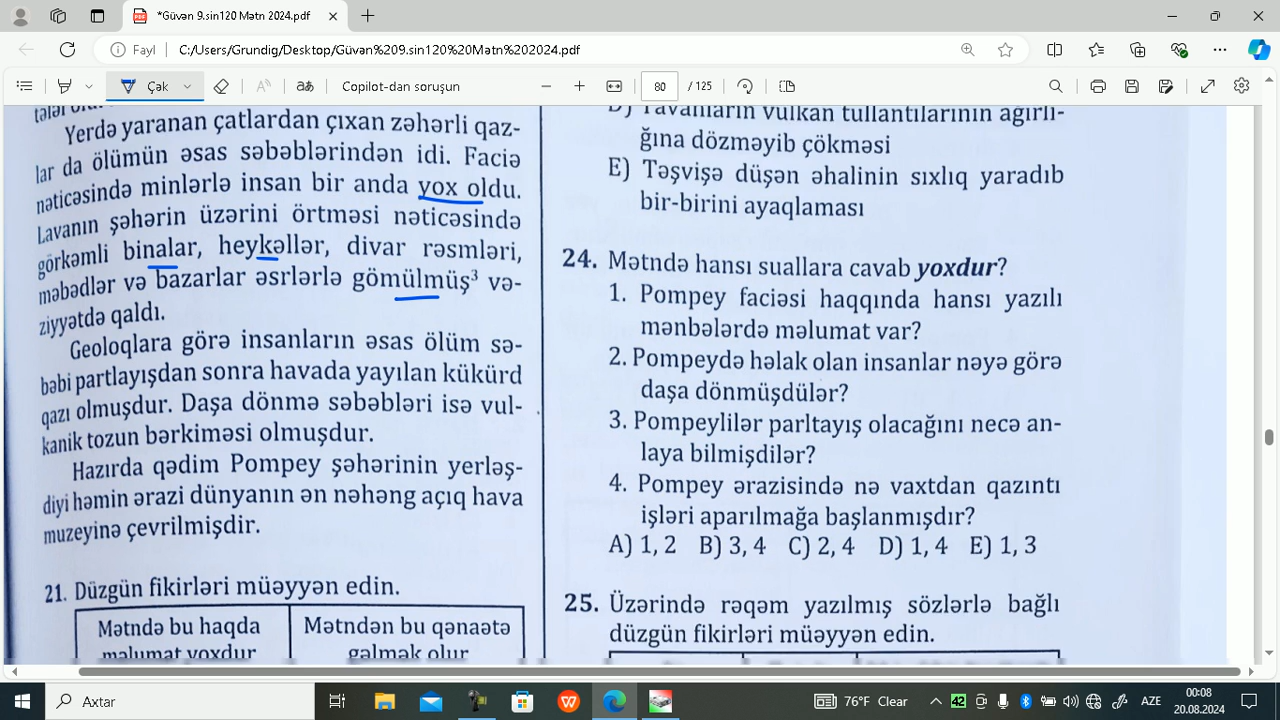 *Güvən 9.sin120 Mətn 2024.pdf
Fayl
C:/Users/Grundig/Desktop/Güvən%209.sin120%20Mətn%202024.pdf
Çək
Copilot-dan soruşun
80 / 125
Yerdə yaranan çatlardan çıxan zəhərli qaz-
lar da ölümün əsas səbəblərindən idi. Faciə
nəticəsində minlərlə insan bir anda yox oldu.
Lavanın şəhərin üzərini örtməsi nəticəsində
görkəmli binalar, heykəllər, divar rəsmləri,
məbədlər və bazarlar əsrlərlə gömülmüş³ və-
ziyyətdə qaldı.
Geoloqlara görə insanların əsas ölüm sə-
bəbi partlayışdan sonra havada yayılan kükürd
qazı olmuşdur. Daşa dönmə səbəbləri isə vul-
kanik tozun bərkiməsi olmuşdur.
Hazırda qədim Pompey şəhərinin yerləş-
diyi həmin ərazi dünyanın ən nəhəng açıq hava
muzeyinə çevrilmişdir.
21. Düzgün fikirləri müəyyən edin.
Mətndə bu haqda
məlumat yoxdur
Mətndən bu qənaətə
gəlmək olur
D) Tavanların vulkan tullantılarının ağırlı-
ğına dözməyib çökməsi
E) Təşvişə düşən əhalinin sıxlıq yaradıb
bir-birini ayaqlaması
24. Mətndə hansı suallara cavab yoxdur?
1. Pompey faciəsi haqqında hansı yazılı
mənbələrdə məlumat var?
2. Pompeydə həlak olan insanlar nəyə görə
daşa dönmüşdülər?
3. Pompeylilər parltayış olacağını necə an-
laya bilmişdilər?
4. Pompey ərazisində nə vaxtdan qazıntı
işləri aparılmağa başlanmışdır?
A) 1, 2 B) 3, 4 C) 2, 4 D) 1, 4 E) 1, 3
25. Üzərində rəqəm yazılmış sözlərlə bağlı
düzgün fikirləri müəyyən edin.
Axtar
76°F Clear
42
AZE
00:08
20.08.2024